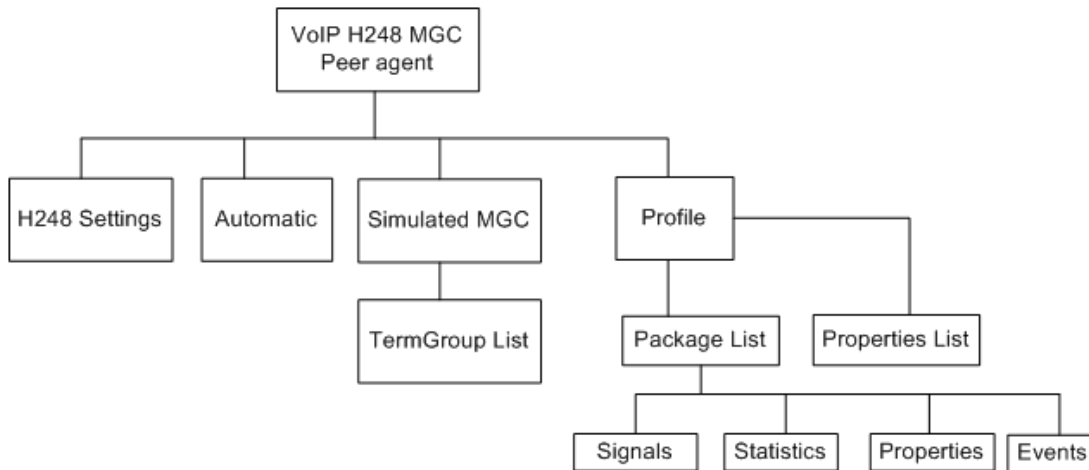 VoIP H248 MGC
Peer agent
H248 Settings
Automatic
Simulated MGC
Profile
TermGroup List
Package List
Properties List
Signals
Statistics
Properties
Events